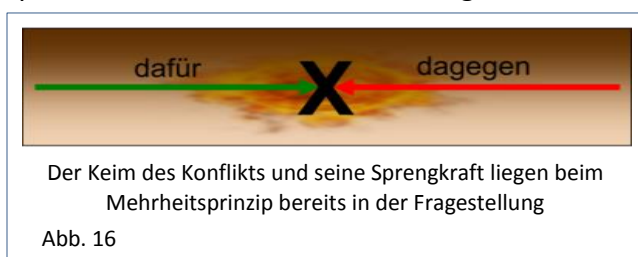 dafür X dagegen
Der Keim des Konflikts und seine Sprengkraft liegen beim
Mehrheitsprinzip bereits in der Fragestellung
Abb. 16